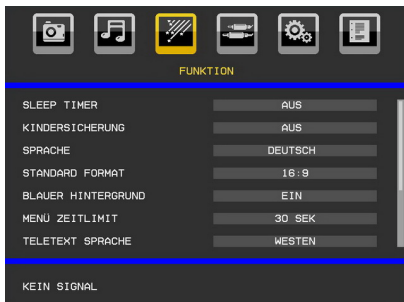 FUNKTION
SLEEP TIMER AUS
KINDERSICHERUNG AUS
SPRACHE DEUTSCH
STANDARD FORMAT 16:9
BLAUER HINTERGRUND EIN
MENÜ ZEITLIMIT 30 SEK
TELETEXT SPRACHE WESTEN
KEIN SIGNAL